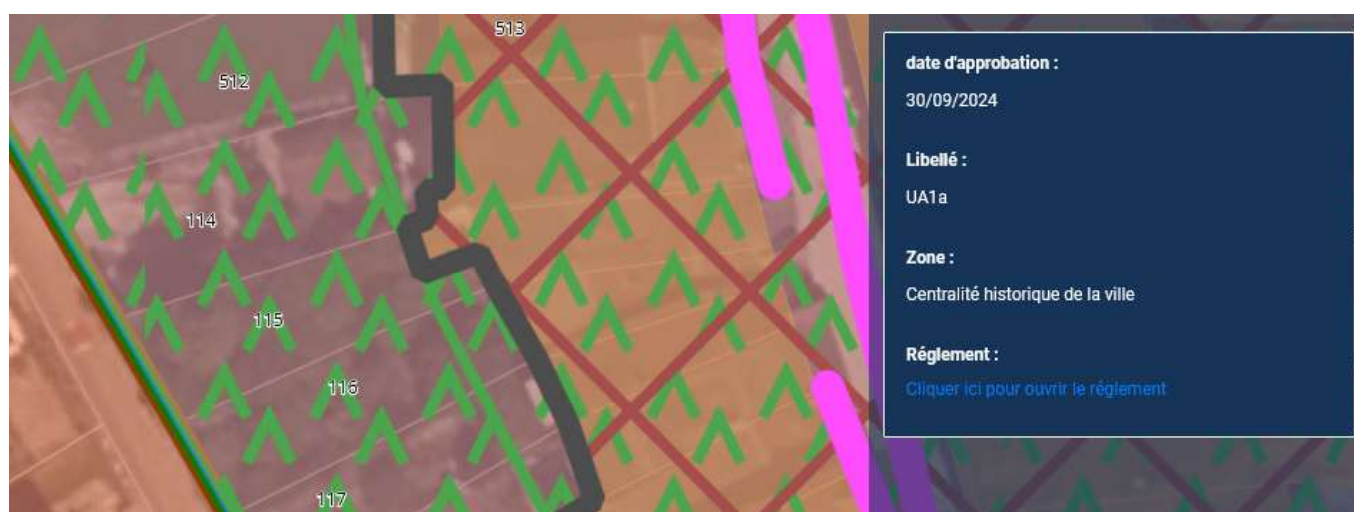 513
512
114
115
116
117
date d'approbation :
30/09/2024
Libellé :
UA1a
Zone :
Centralité historique de la ville
Réglement :
Cliquer ici pour ouvrir le réglement